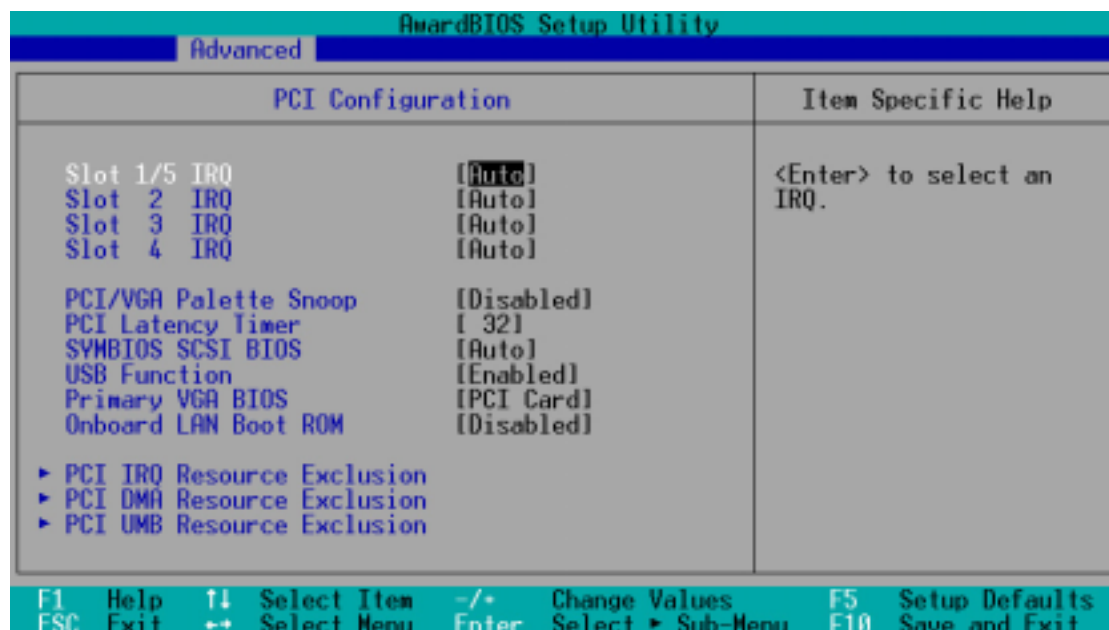 AwardBIOS Setup Utility
Advanced
PCI Configuration
Item Specific Help
Slot 1/5 IRQ [Auto]
Slot 2 IRQ [Auto]
Slot 3 IRQ [Auto]
Slot 4 IRQ [Auto]
PCI/VGA Palette Snoop [Disabled]
PCI Latency Timer [ 32]
SYMBIOS SCSI BIOS [Auto]
USB Function [Enabled]
Primary VGA BIOS [PCI Card]
Onboard LAN Boot ROM [Disabled]
► PCI IRQ Resource Exclusion
► PCI DMA Resource Exclusion
► PCI UMB Resource Exclusion
<Enter> to select an
IRQ.
F1 Help ↑↓ Select Item -/+ Change Values F5 Setup Defaults
ESC Exit ←→ Select Menu Enter Select ► Sub-Menu F10 Save and Exit